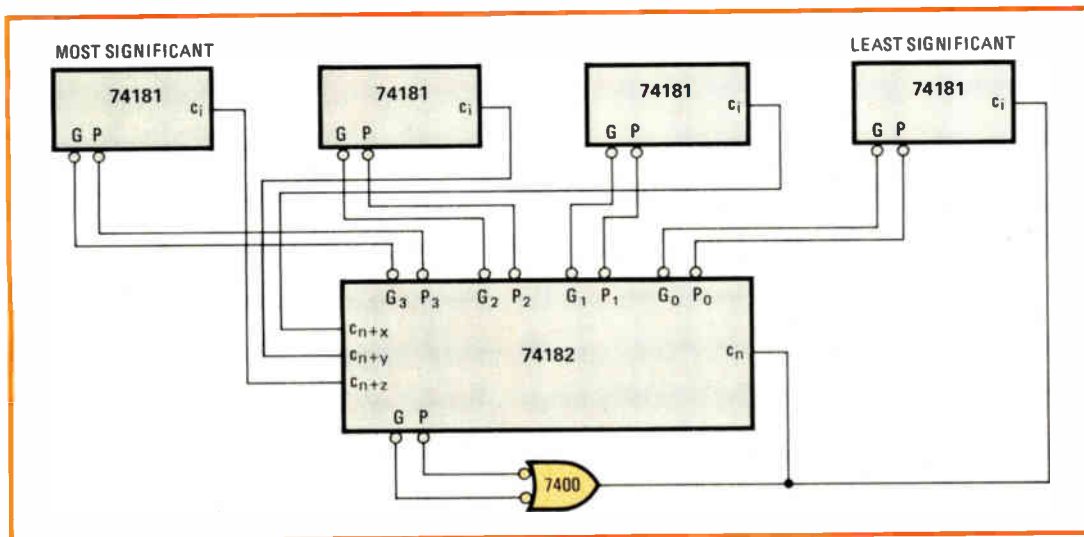 MOST SIGNIFICANT
LEAST SIGNIFICANT
74181
74181
74181
74181
ci
ci
ci
ci
G P
G P
G P
G P
G3 P3 G2 P2 G1 P1 G0 P0
cn+x
cn+y
74182
cn
cn+z
G P
7400